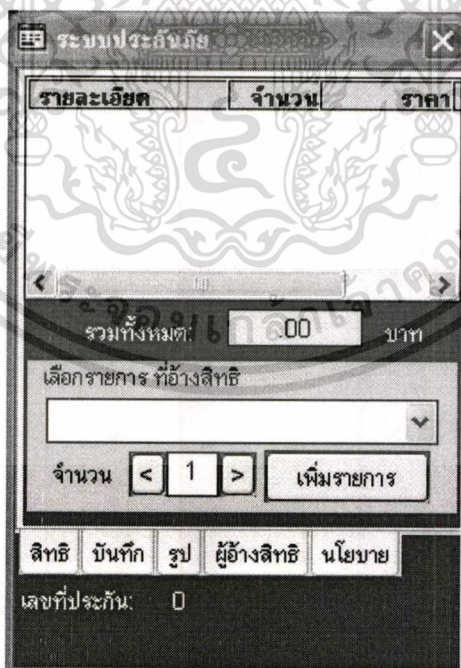 ระบบประกันภัย
รายละเอียด จำนวน ราคา
รวมทั้งหมด: .00 บาท
เลือกรายการ ที่อ้างสิทธิ
จำนวน < 1 > เพิ่มรายการ
สิทธิ บันทึก รูป ผู้อ้างสิทธิ นโยบาย
เลขที่ประกัน: 0